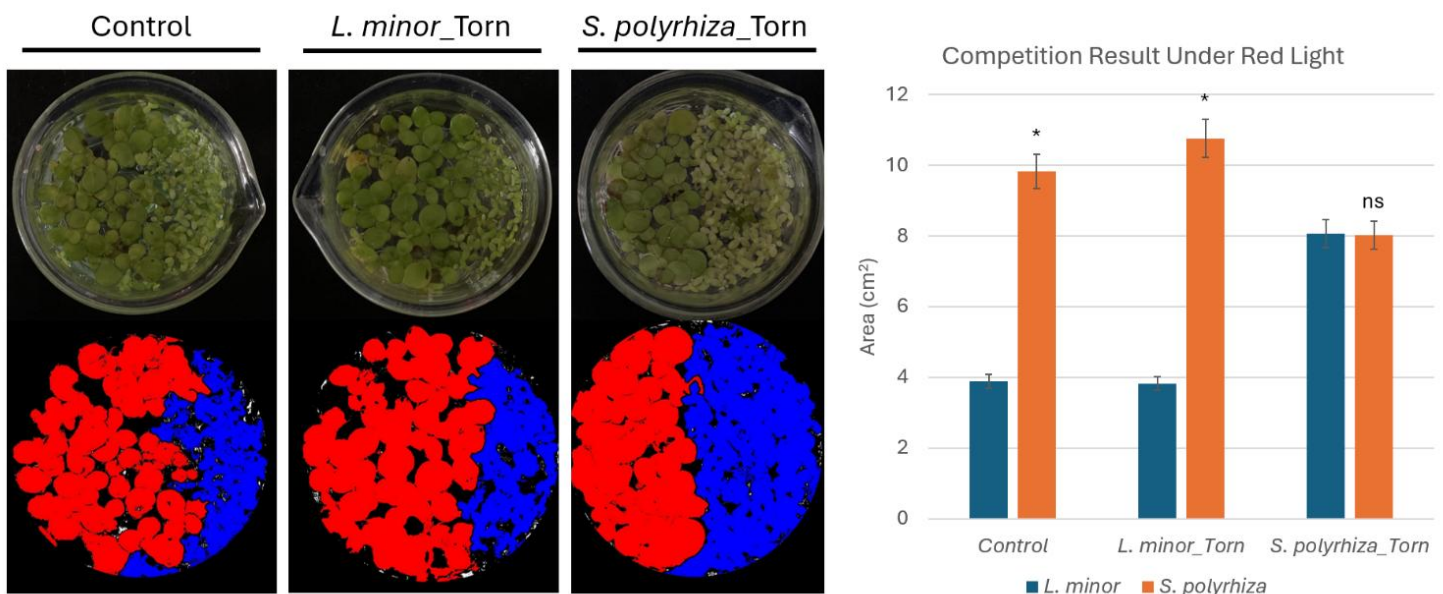 Control
L. minor_Torn
S. polyrhiza_Torn
Competition Result Under Red Light
12
10
8
6
4
2
0
Area (cm²)
*
*
ns
Control
L. minor_Torn
S. polyrhiza_Torn
L. minor
S. polyrhiza